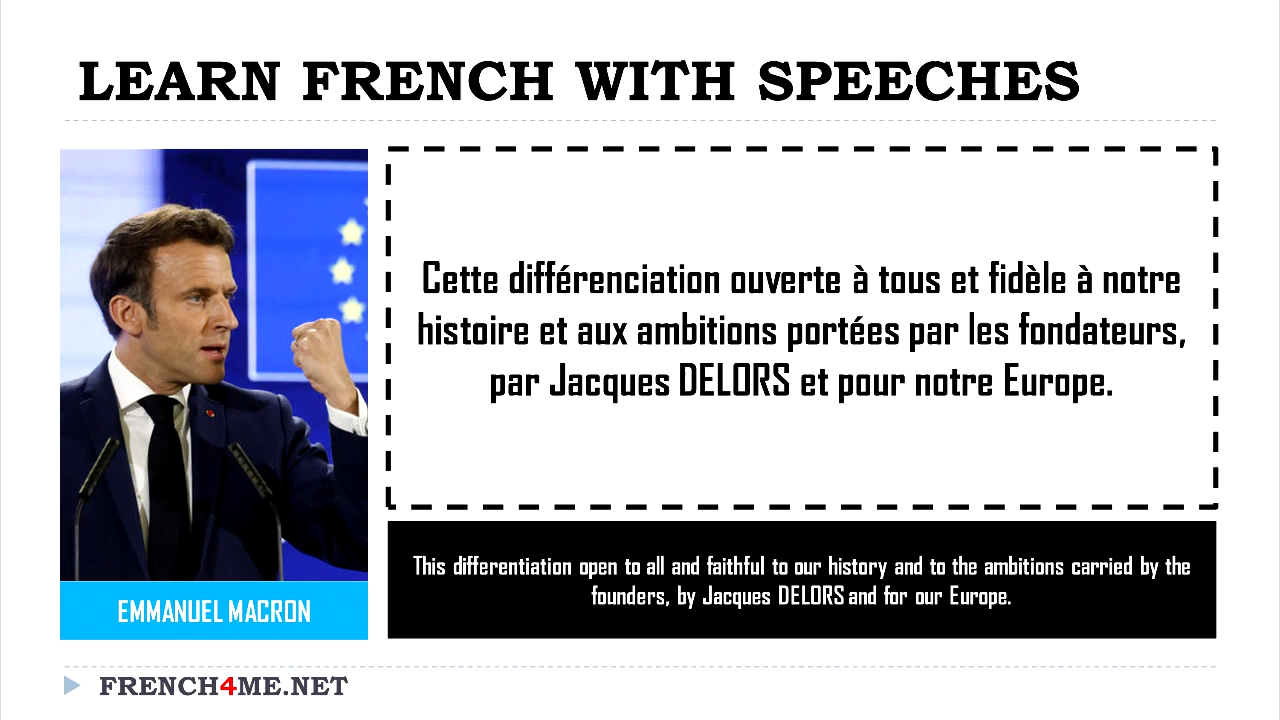 LEARN FRENCH WITH SPEECHES
Cette différenciation ouverte à tous et fidèle à notre
histoire et aux ambitions portées par les fondateurs,
par Jacques DELORS et pour notre Europe.
This differentiation open to all and faithful to our history and to the ambitions carried by the
founders, by Jacques DELORS and for our Europe.
EMMANUEL MACRON
FRENCH4ME.NET